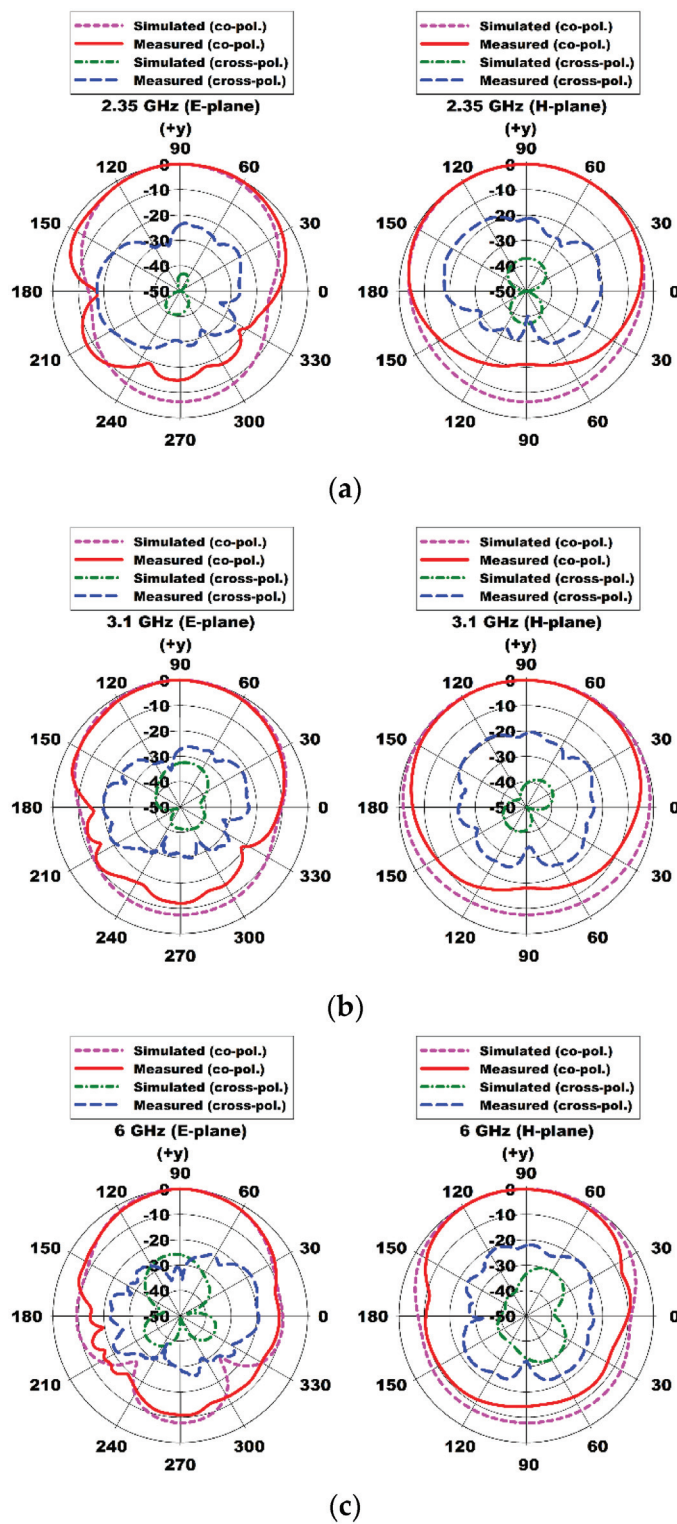 Simulated (co-pol.)
Measured (co-pol.)
Simulated (cross-pol.)
Measured (cross-pol.)
2.35 GHz (E-plane)
(+y)
90
120 0 60
-10
150 -20 30
-30
-40
180 -50 0
210 330
240 300
270
Simulated (co-pol.)
Measured (co-pol.)
Simulated (cross-pol.)
Measured (cross-pol.)
2.35 GHz (H-plane)
(+y)
90
120 0 60
-10
150 -20 30
-30
-40
180 -50 0
150 30
120 60
90
(a)
Simulated (co-pol.)
Measured (co-pol.)
Simulated (cross-pol.)
Measured (cross-pol.)
3.1 GHz (E-plane)
(+y)
90
120 0 60
-10
150 -20 30
-30
-40
180 -50 0
210 330
240 300
270
Simulated (co-pol.)
Measured (co-pol.)
Simulated (cross-pol.)
Measured (cross-pol.)
3.1 GHz (H-plane)
(+y)
90
120 0 60
-10
150 -20 30
-30
-40
180 -50 0
150 30
120 60
90
(b)
Simulated (co-pol.)
Measured (co-pol.)
Simulated (cross-pol.)
Measured (cross-pol.)
6 GHz (E-plane)
(+y)
90
120 0 60
-10
150 -20 30
-30
-40
180 -50 0
210 330
240 300
270
Simulated (co-pol.)
Measured (co-pol.)
Simulated (cross-pol.)
Measured (cross-pol.)
6 GHz (H-plane)
(+y)
90
120 0 60
-10
150 -20 30
-30
-40
180 -50 0
150 30
120 60
90
(c)